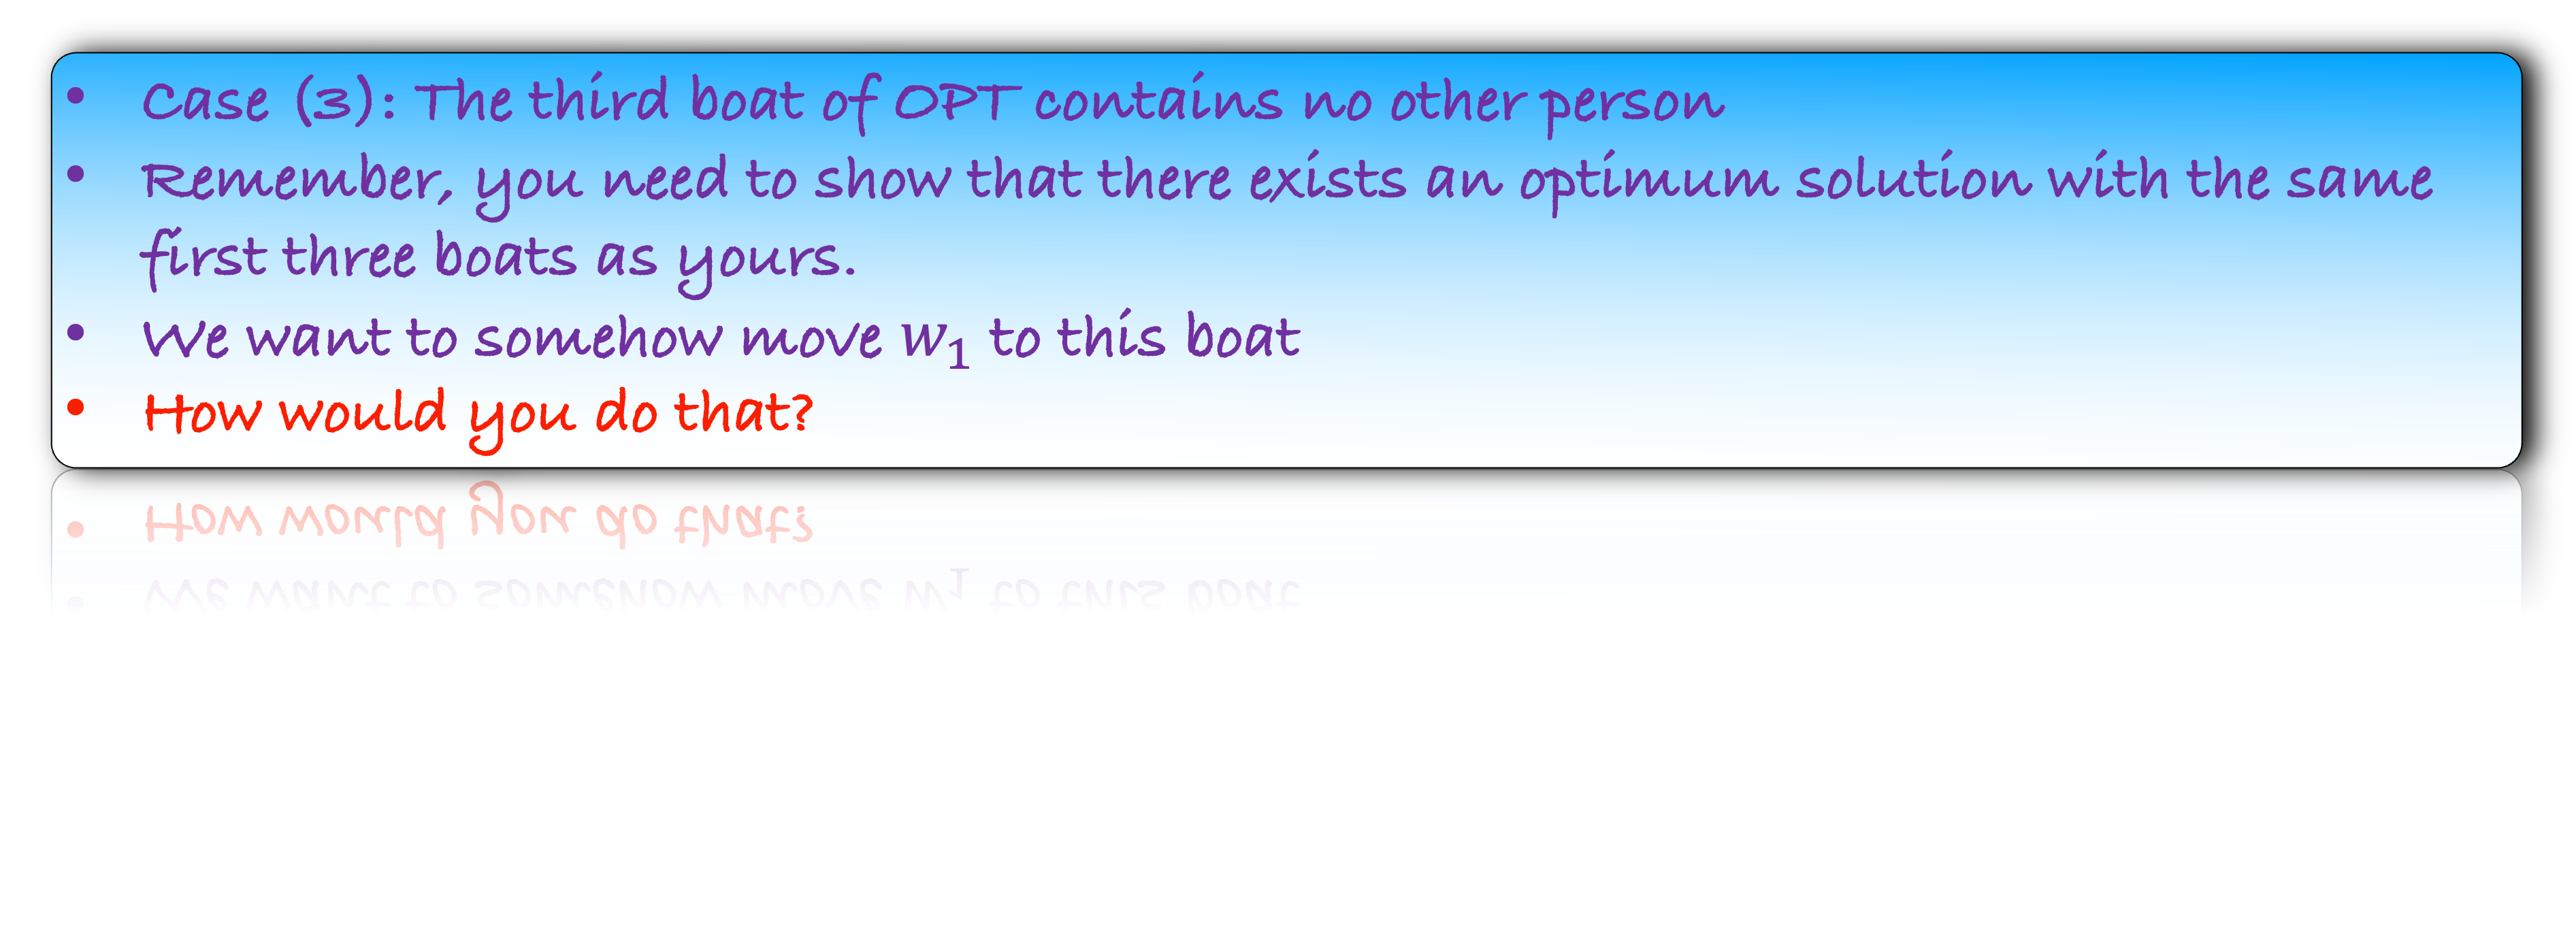 • Case (3): The third boat of OPT contains no other person
• Remember, you need to show that there exists an optimum solution with the same
first three boats as yours.
• We want to somehow move w₁ to this boat
• How would you do that?